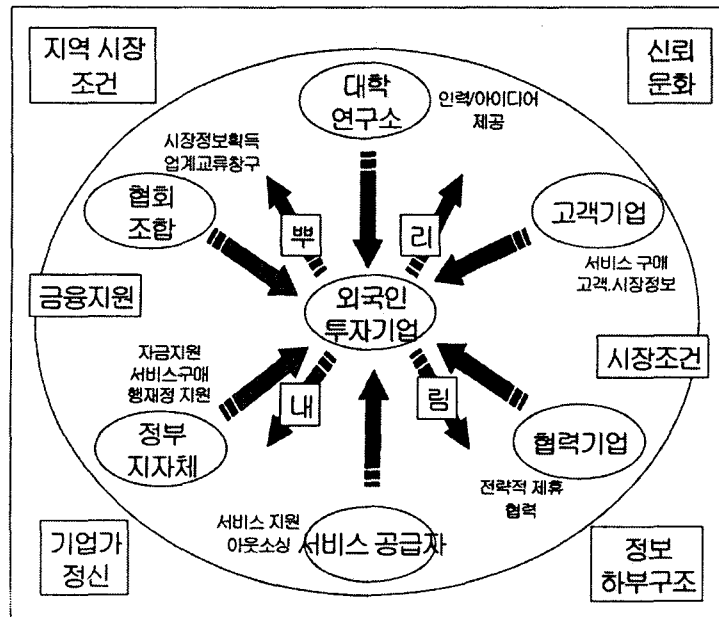 지역 시장
조건
신뢰
문화
대학
연구소
인력/아이디어
제공
시장정보획득
업계교류창구
협회
조합
뿌
리
고객기업
서비스 구매
고객.시장정보
금융지원
외국인
투자기업
시장조건
자금지원
서비스구매
행재정 지원
내
림
정부
지자체
협력기업
전략적 제휴
협력
서비스 지원
아웃소싱
서비스 공급자
기업가
정신
정보
하부구조